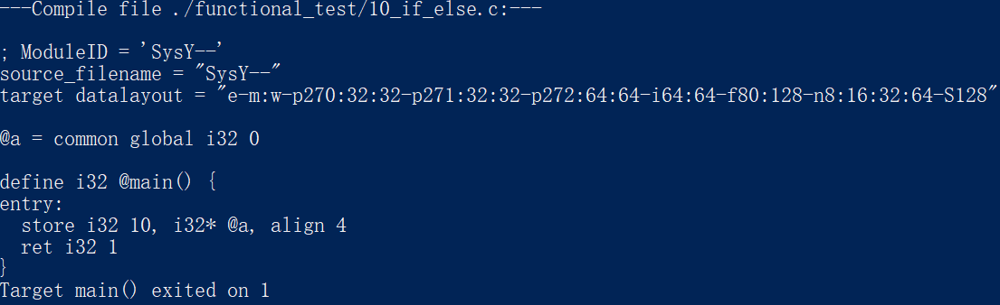 ---Compile file ./functional_test/10_if_else.c:---
; ModuleID = 'SysY--'
source_filename = "SysY--"
target datalayout = "e-m:w-p270:32:32-p271:32:32-p272:64:64-i64:64-f80:128-n8:16:32:64-S128"
@a = common global i32 0
define i32 @main() {
entry:
  store i32 10, i32* @a, align 4
  ret i32 1
}
Target main() exited on 1